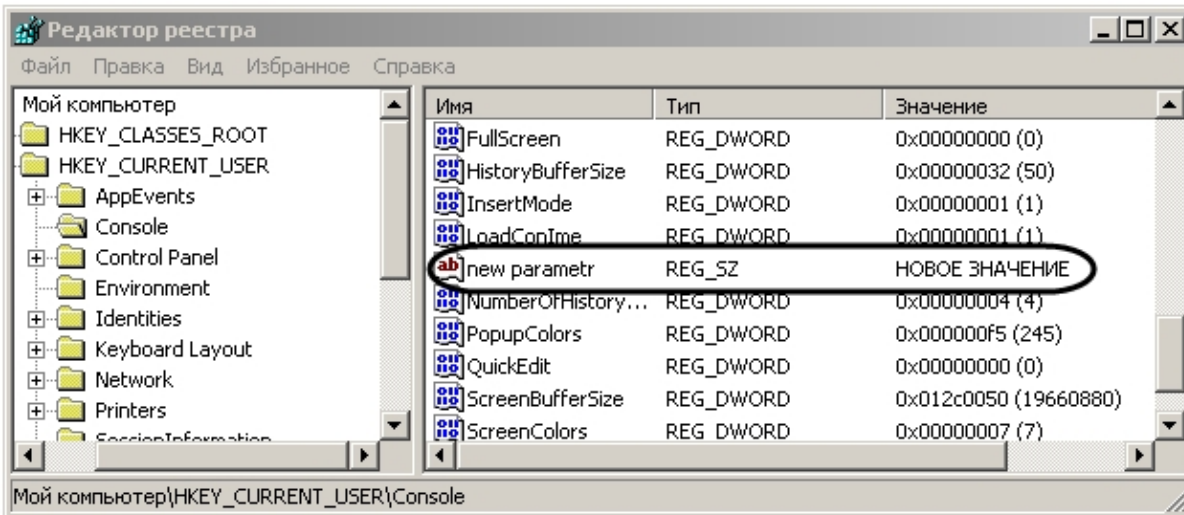 Редактор реестра
Файл Правка Вид Избранное Справка
Мой компьютер
HKEY_CLASSES_ROOT
HKEY_CURRENT_USER
AppEvents
Console
Control Panel
Environment
Identities
Keyboard Layout
Network
Printers
SessionInformation
Имя Тип Значение
FullScreen REG_DWORD 0x00000000 (0)
HistoryBufferSize REG_DWORD 0x00000032 (50)
InsertMode REG_DWORD 0x00000001 (1)
LoadConIme REG_DWORD 0x00000001 (1)
ab new parametr REG_SZ НОВОЕ ЗНАЧЕНИЕ
NumberOfHistory... REG_DWORD 0x00000004 (4)
PopupColors REG_DWORD 0x000000f5 (245)
QuickEdit REG_DWORD 0x00000000 (0)
ScreenBufferSize REG_DWORD 0x012c0050 (19660880)
ScreenColors REG_DWORD 0x00000007 (7)
Мой компьютер\HKEY_CURRENT_USER\Console